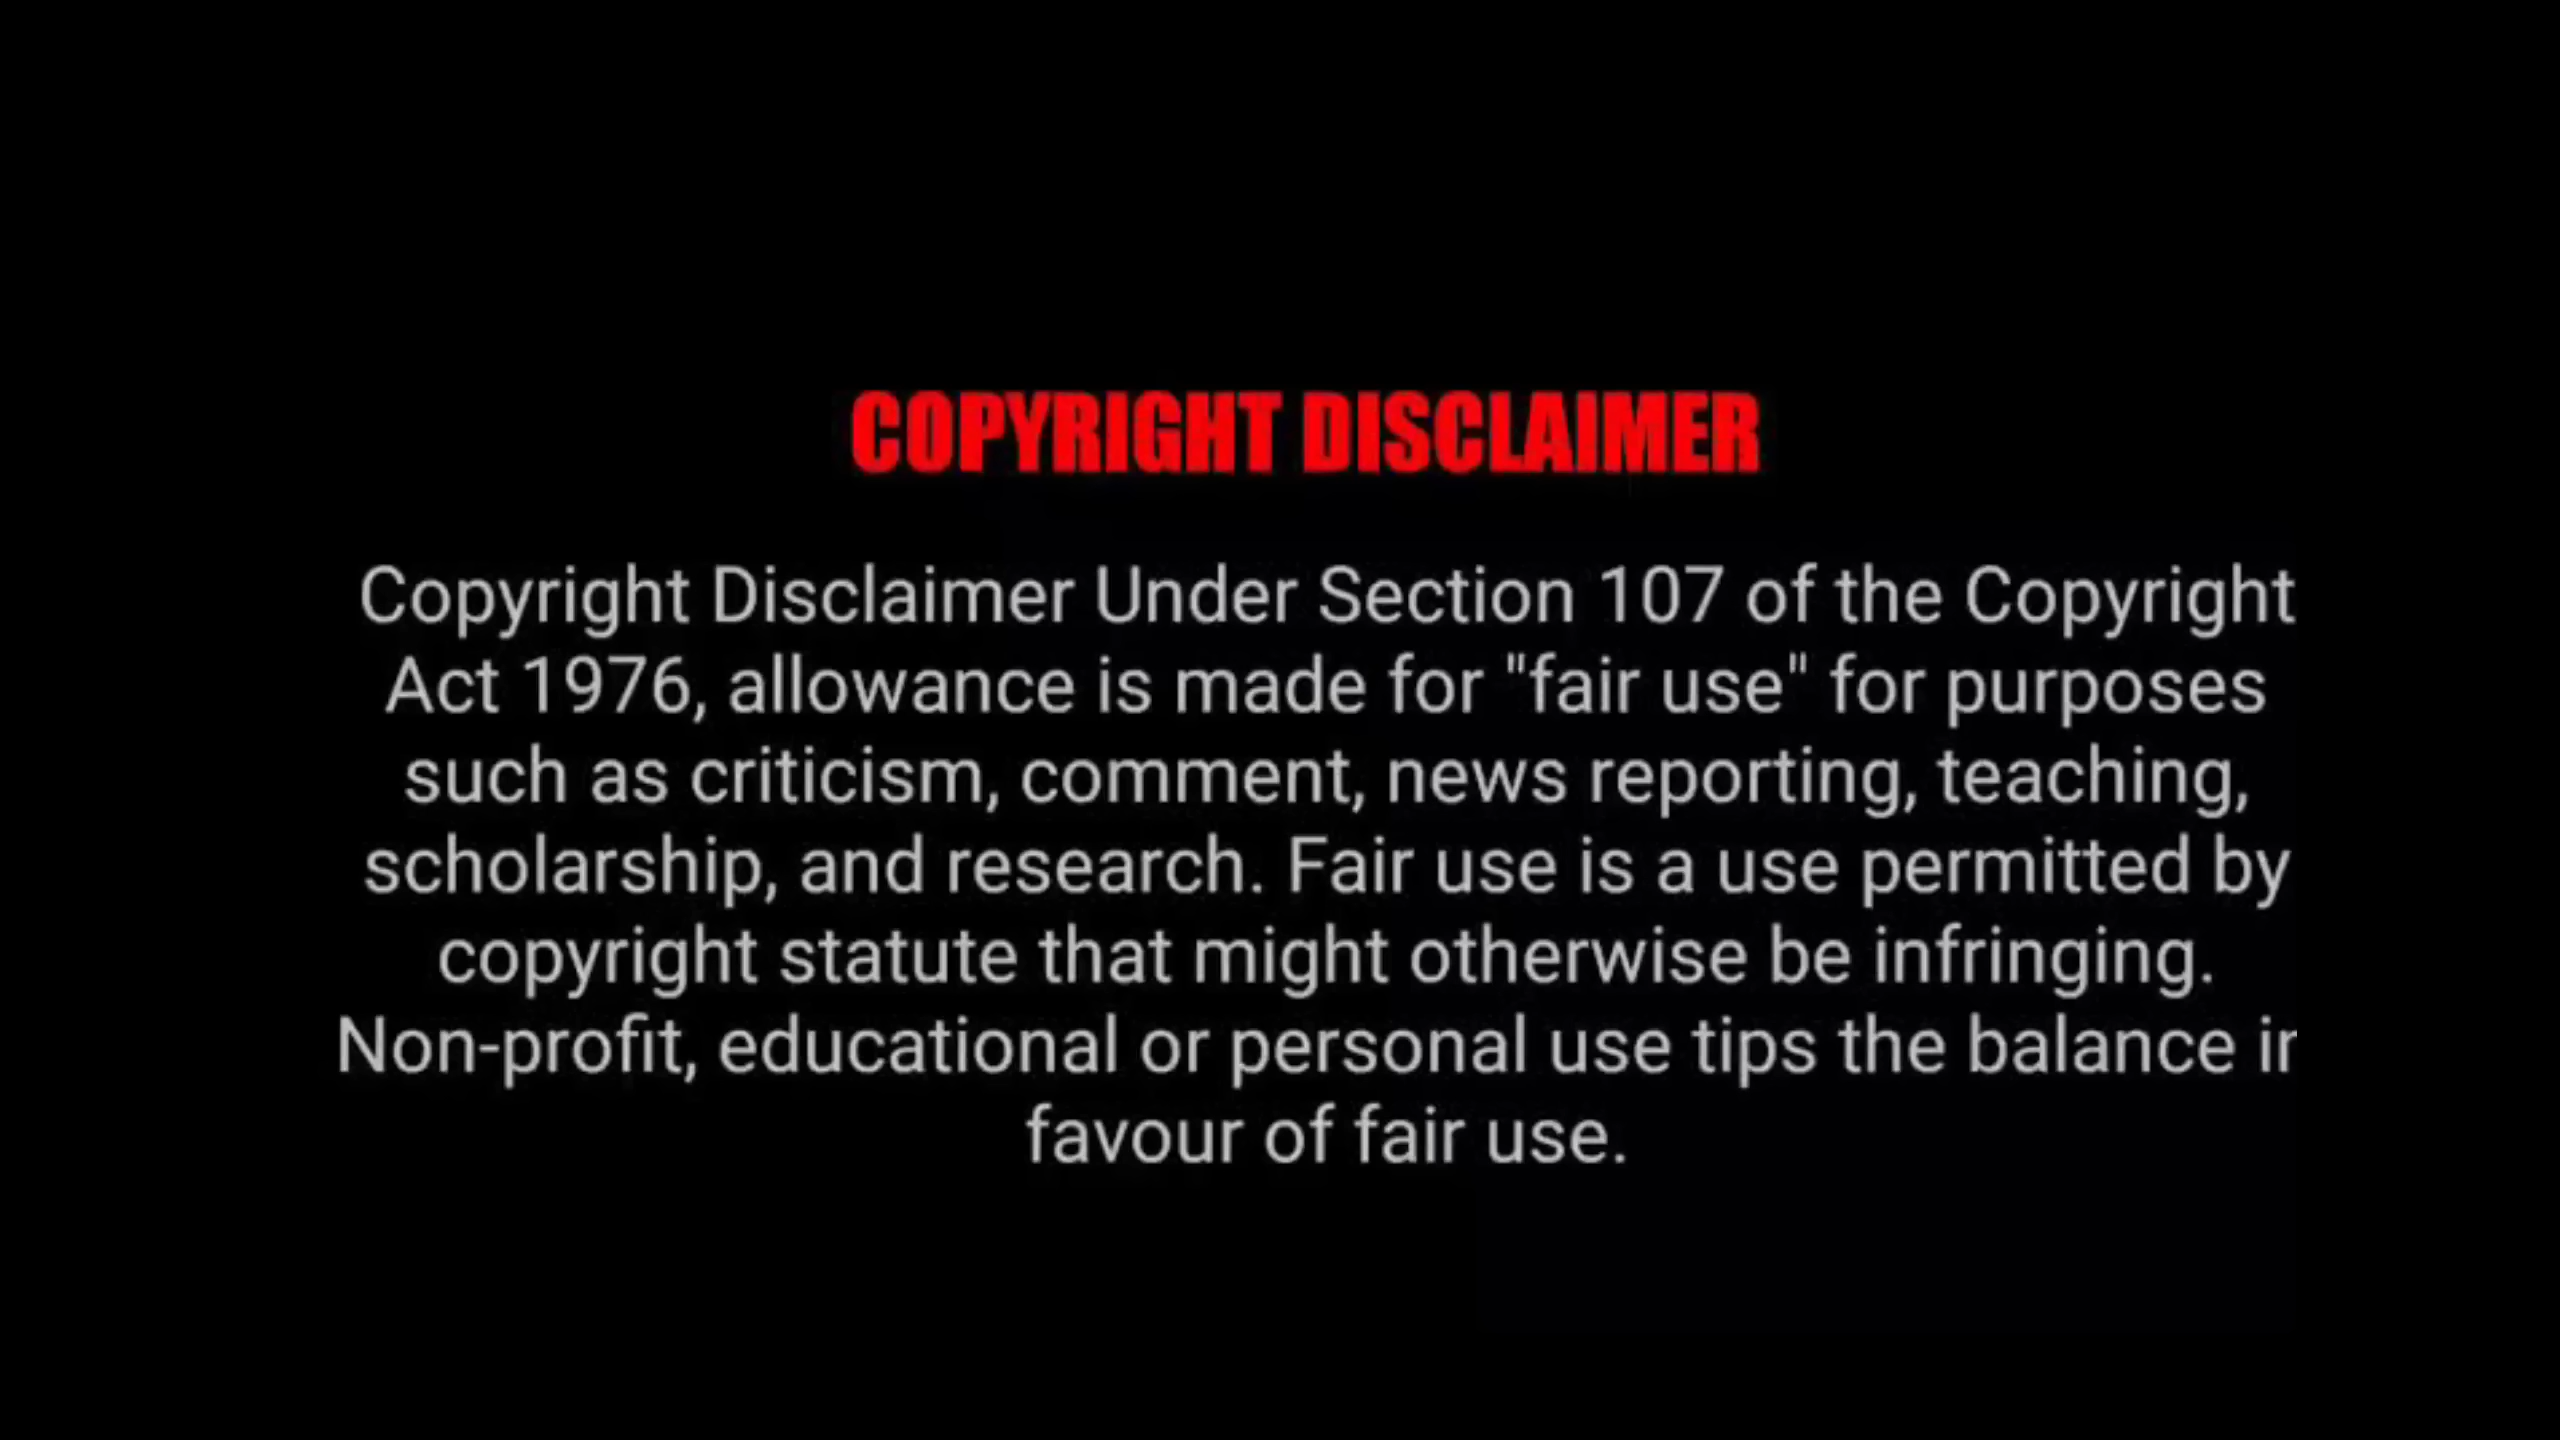 COPYRIGHT DISCLAIMER
Copyright Disclaimer Under Section 107 of the Copyright
Act 1976, allowance is made for "fair use" for purposes
such as criticism, comment, news reporting, teaching,
scholarship, and research. Fair use is a use permitted by
copyright statute that might otherwise be infringing.
Non-profit, educational or personal use tips the balance
favour of fair use.